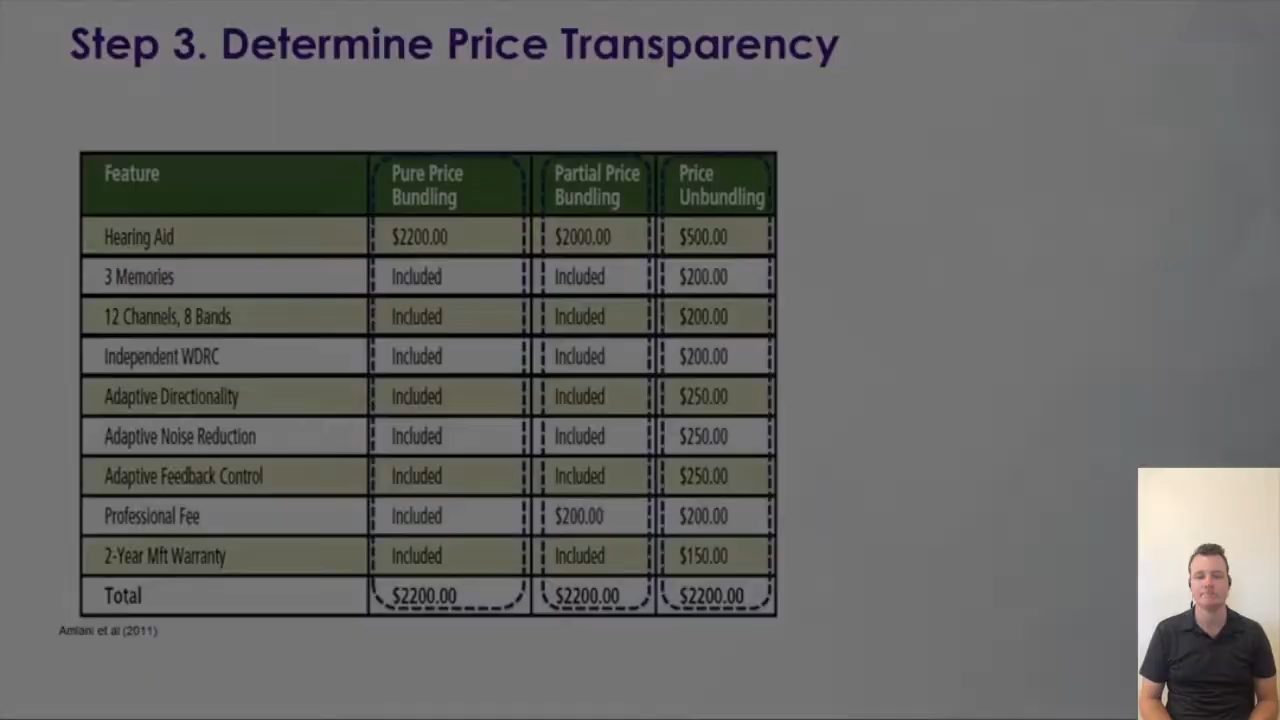 Step 3. Determine Price Transparency
Feature Pure Price Bundling Partial Price Bundling Price Unbundling
Hearing Aid $2200.00 $2000.00 $500.00
3 Memories Included Included $200.00
12 Channels, 8 Bands Included Included $200.00
Independent WDRC Included Included $200.00
Adaptive Directionality Included Included $250.00
Adaptive Noise Reduction Included Included $250.00
Adaptive Feedback Control Included Included $250.00
Professional Fee Included $200.00 $200.00
2-Year Mft Warranty Included Included $150.00
Total $2200.00 $2200.00 $2200.00
Amlani et al (2011)